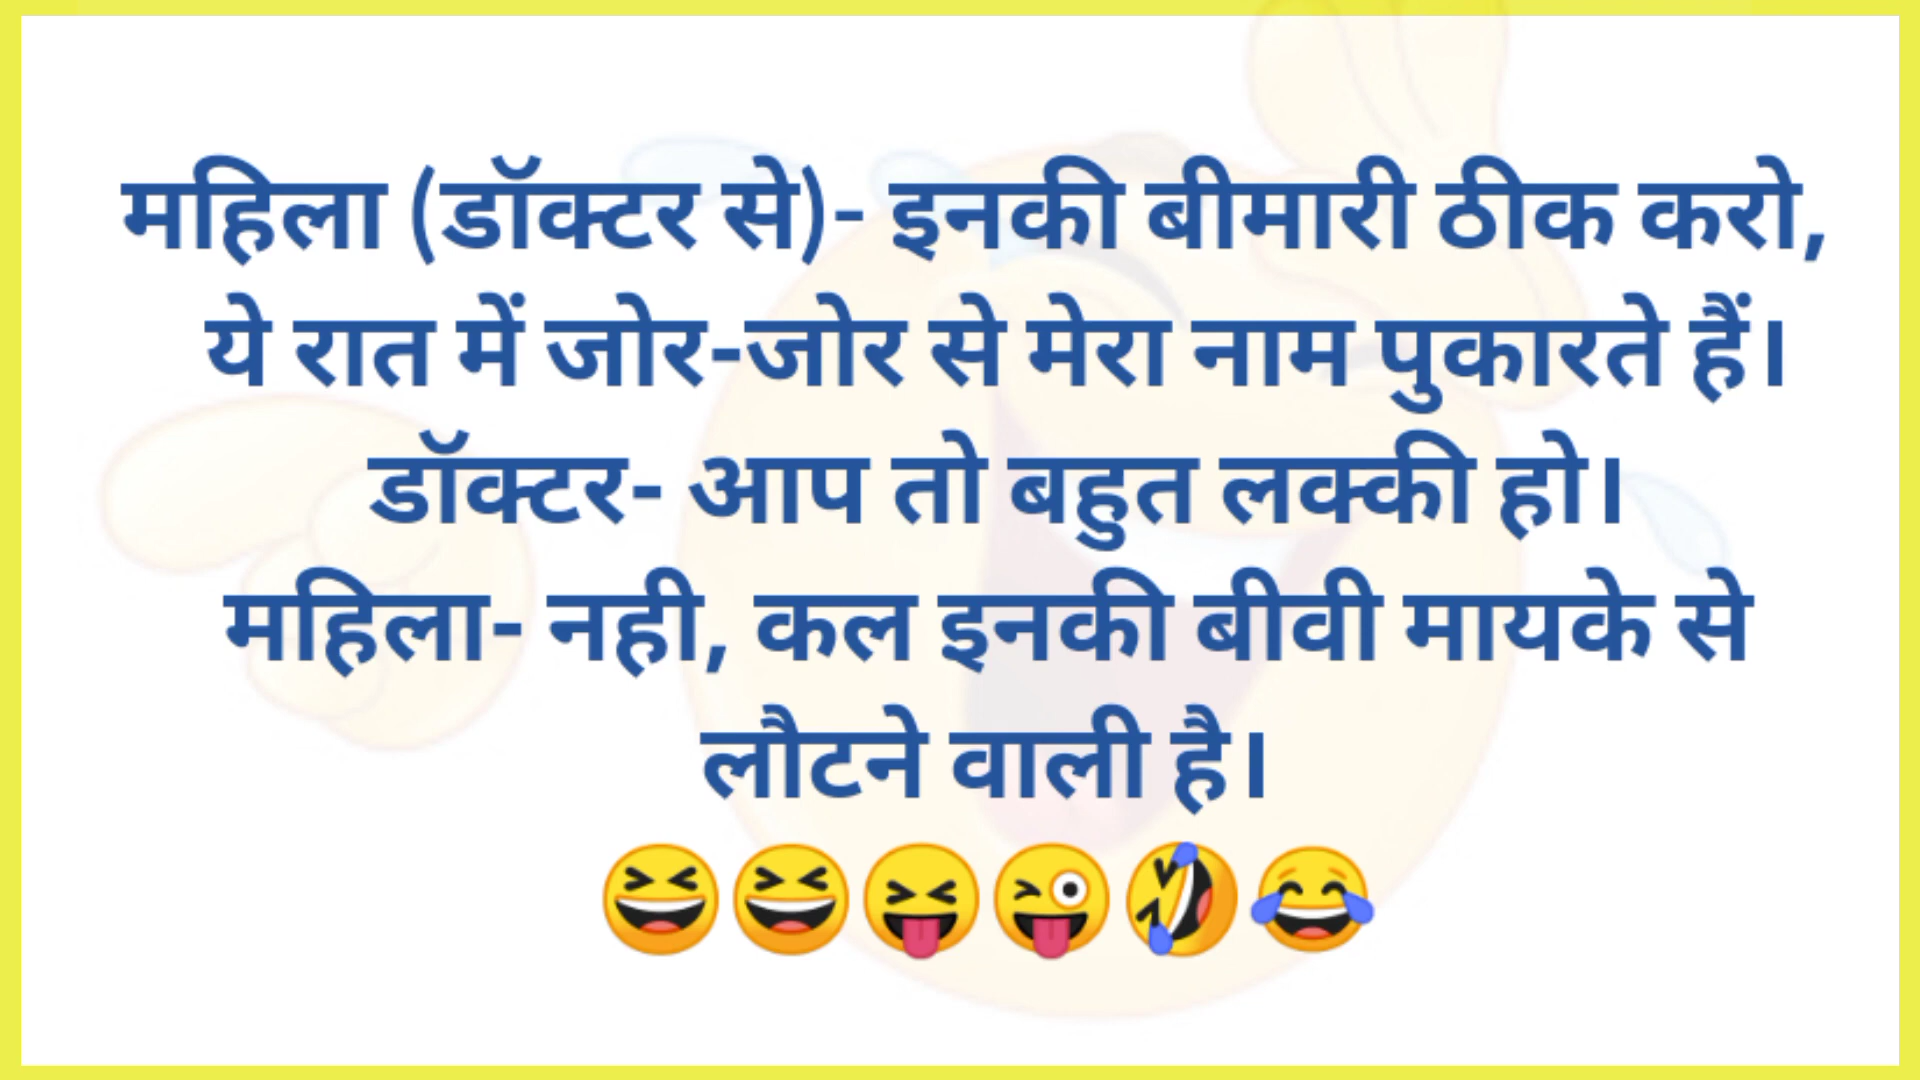 महिला (डॉक्टर से)- इनकी बीमारी ठीक करो,
ये रात में जोर-जोर से मेरा नाम पुकारते हैं।
डॉक्टर- आप तो बहुत लक्की हो।
महिला- नही, कल इनकी बीवी मायके से
लौटने वाली है।
😆😆😝😜🤣😂